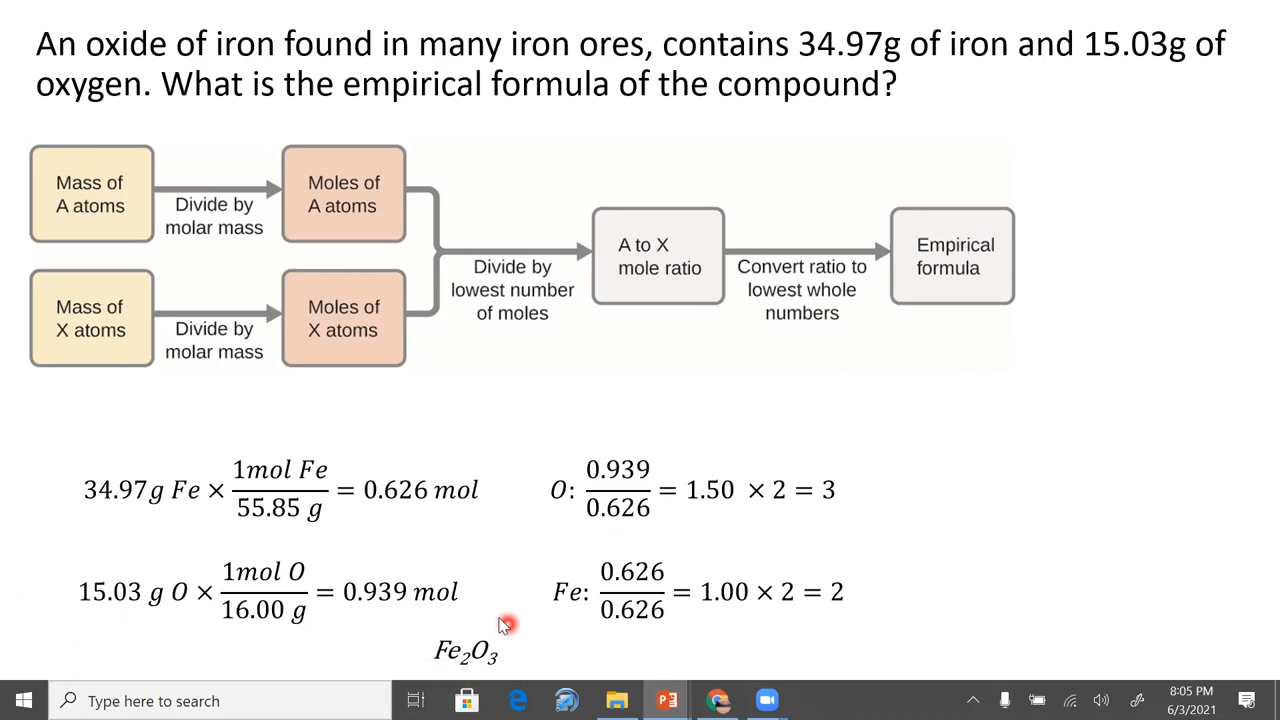 An oxide of iron found in many iron ores, contains 34.97g of iron and 15.03g of
oxygen. What is the empirical formula of the compound?
Mass of
A atoms
Divide by
molar mass
Moles of
A atoms
Mass of
X atoms
Divide by
molar mass
Moles of
X atoms
Divide by
lowest number
of moles
A to X
mole ratio
Convert ratio to
lowest whole
numbers
Empirical
formula
34.97g Fe × 1mol Fe / 55.85 g = 0.626 mol
O: 0.939 / 0.626 = 1.50 × 2 = 3
15.03 g O × 1mol O / 16.00 g = 0.939 mol
Fe: 0.626 / 0.626 = 1.00 × 2 = 2
Fe₂O₃
Type here to search
8:05 PM
6/3/2021